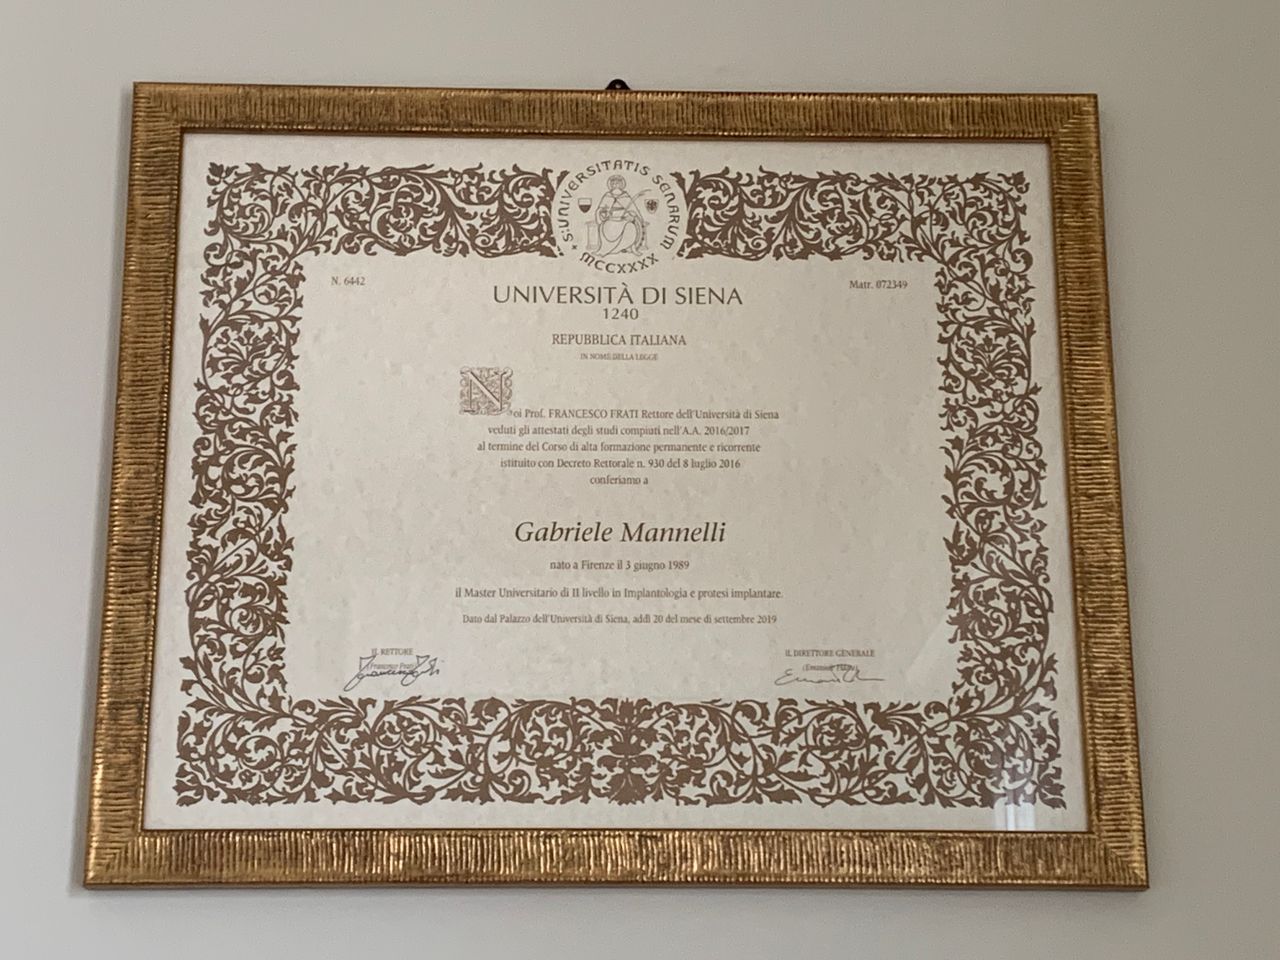 S:UNIVERSITATIS SENARUM
MCCXXXX
N. 6442
Matr. 072349
UNIVERSITÀ DI SIENA
1240
REPUBBLICA ITALIANA
IN NOME DELLA LEGGE
Noi Prof. FRANCESCO FRATI Rettore dell'Università di Siena
veduti gli attestati degli studi compiuti nell'A.A. 2016/2017
al termine del Corso di alta formazione permanente e ricorrente
istituito con Decreto Rettorale n. 930 del 8 luglio 2016
conferiamo a
Gabriele Mannelli
nato a Firenze il 3 giugno 1989
il Master Universitario di II livello in Implantologia e protesi implantare.
Dato dal Palazzo dell'Università di Siena, addì 20 del mese di settembre 2019
IL RETTORE
(Francesco Frati)
IL DIRETTORE GENERALE